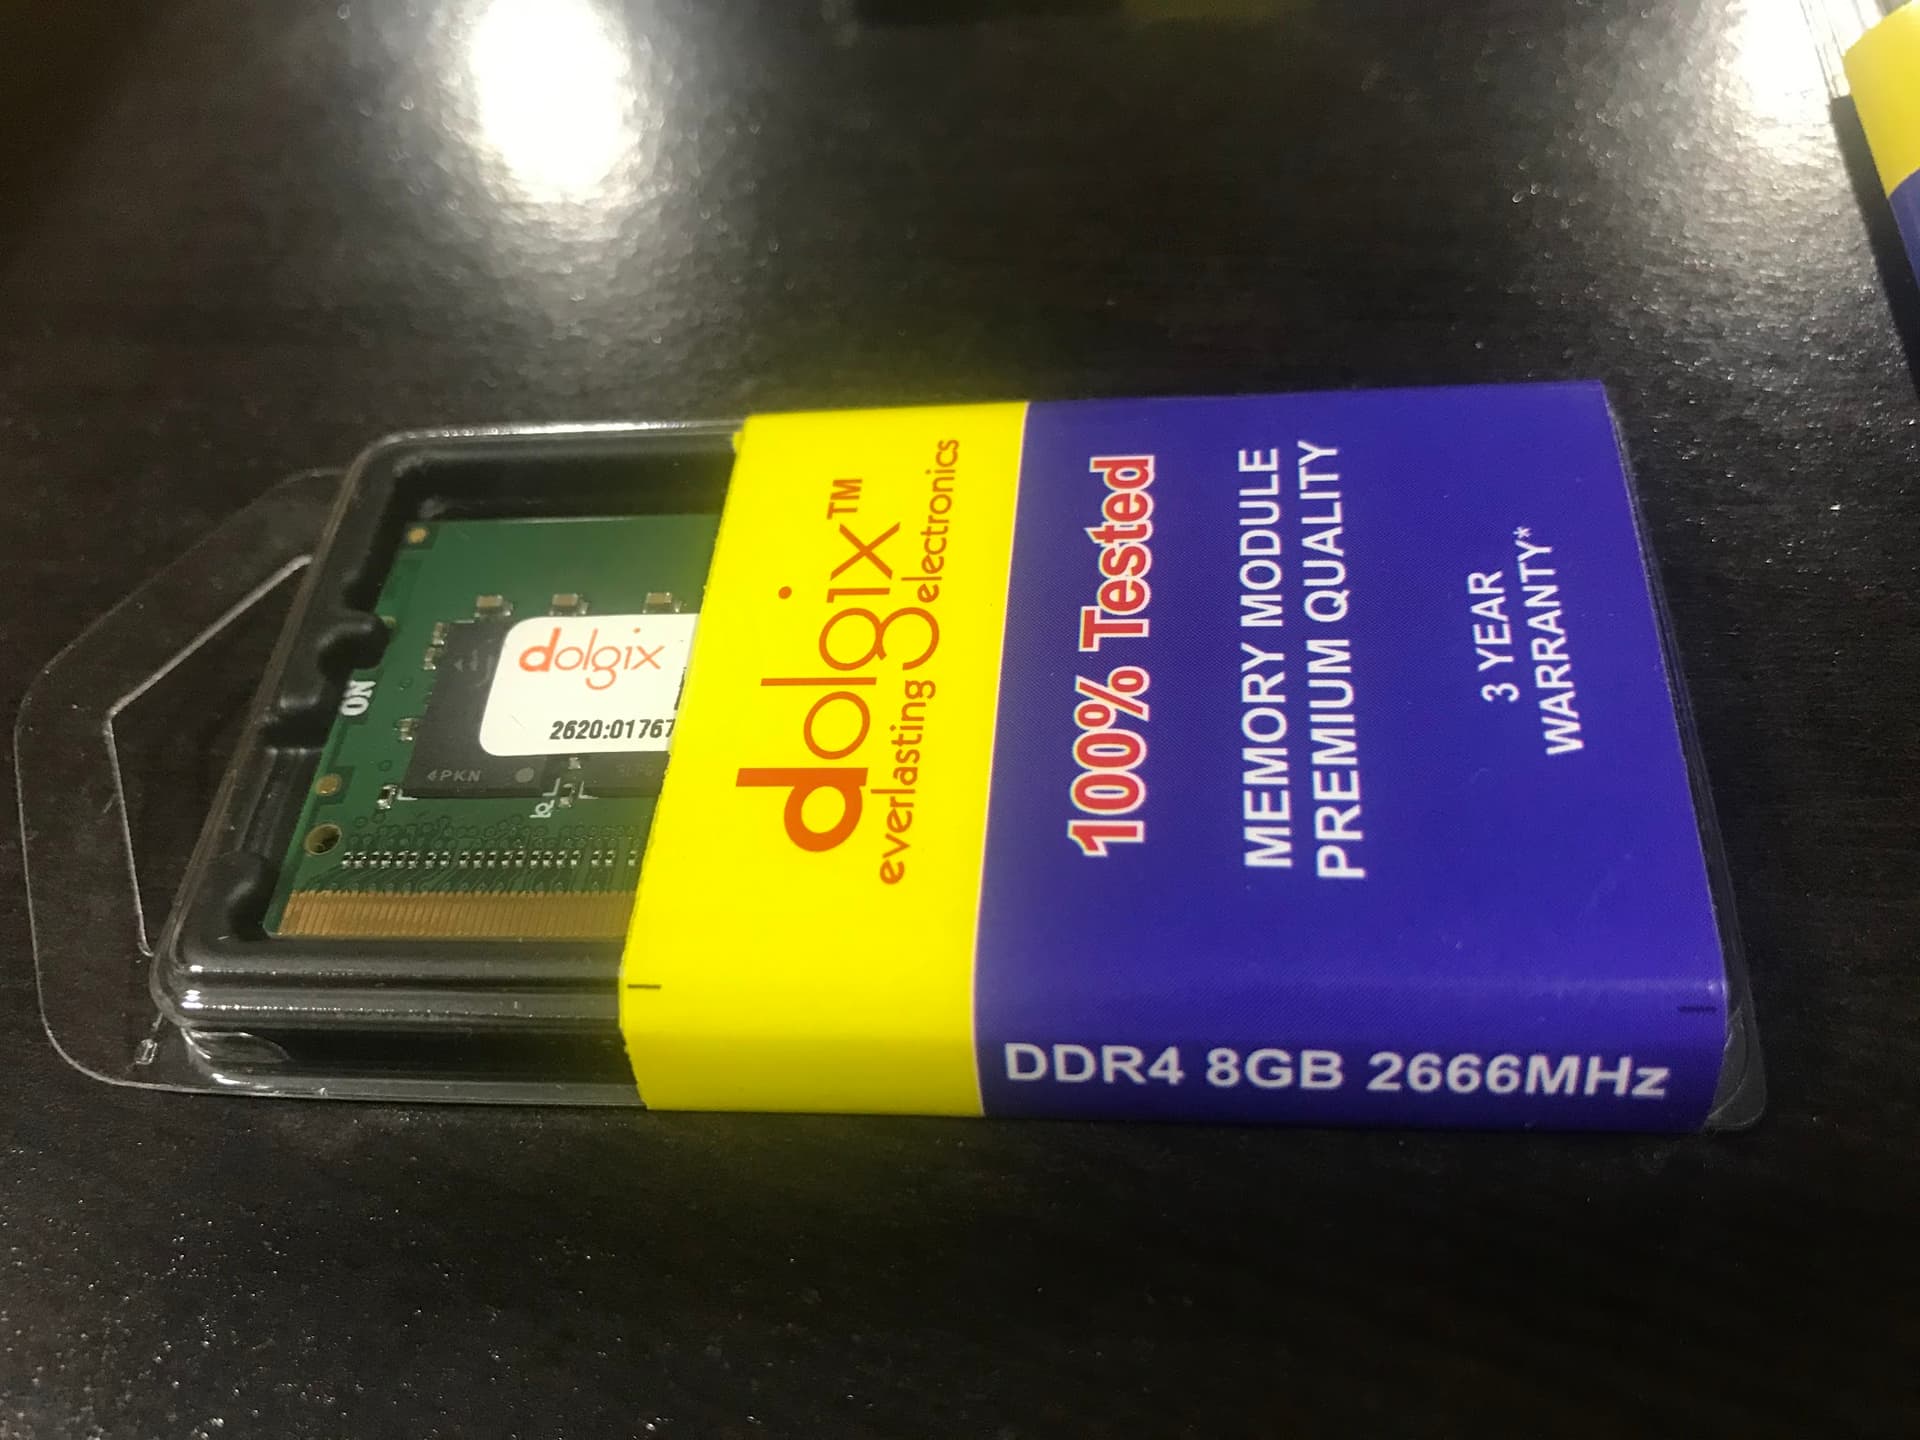 dolgix™
everlasting electronics
100% Tested
MEMORY MODULE
PREMIUM QUALITY
3 YEAR
WARRANTY*
DDR4 8GB 2666MHz
dolgix
2620:01767
ON
4PKN